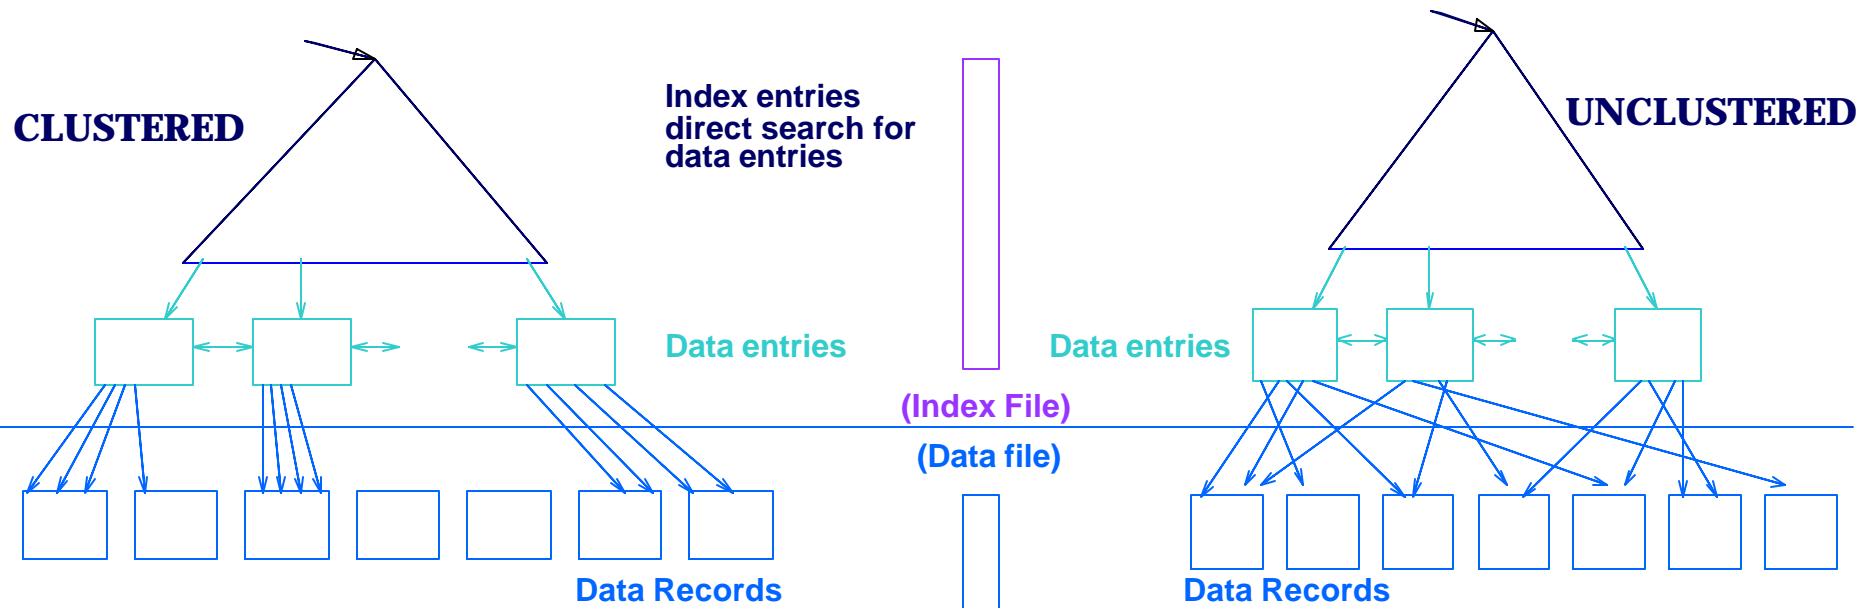 CLUSTERED
Index entries
direct search for
data entries
UNCLUSTERED
Data entries
Data entries
(Index File)
(Data file)
Data Records
Data Records